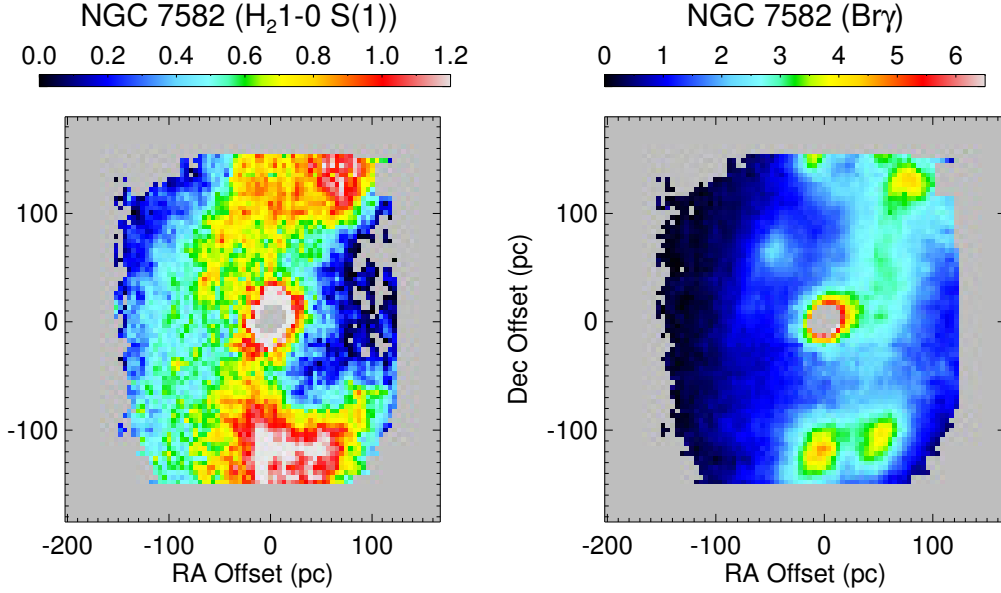 NGC 7582 (H₂1-0 S(1))
0.0 0.2 0.4 0.6 0.8 1.0 1.2
100
0
-100
-200 -100 0 100
RA Offset (pc)
NGC 7582 (Brγ)
0 1 2 3 4 5 6
Dec Offset (pc)
100
0
-100
-200 -100 0 100
RA Offset (pc)